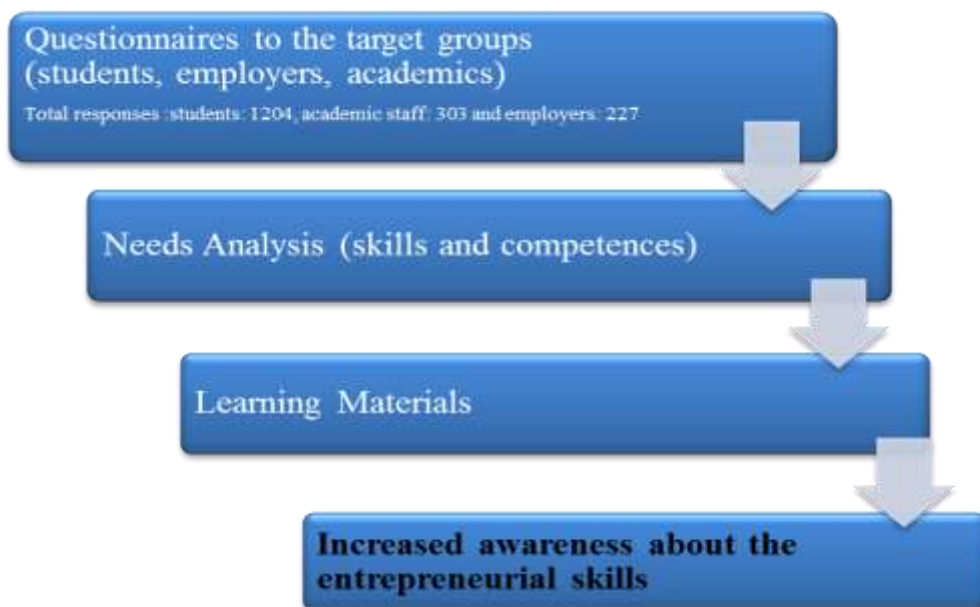 Questionnaires to the target groups
(students, employers, academics)
Total responses :students: 1204, academic staff: 303 and employers: 227
Needs Analysis (skills and competences)
Learning Materials
Increased awareness about the
entrepreneurial skills